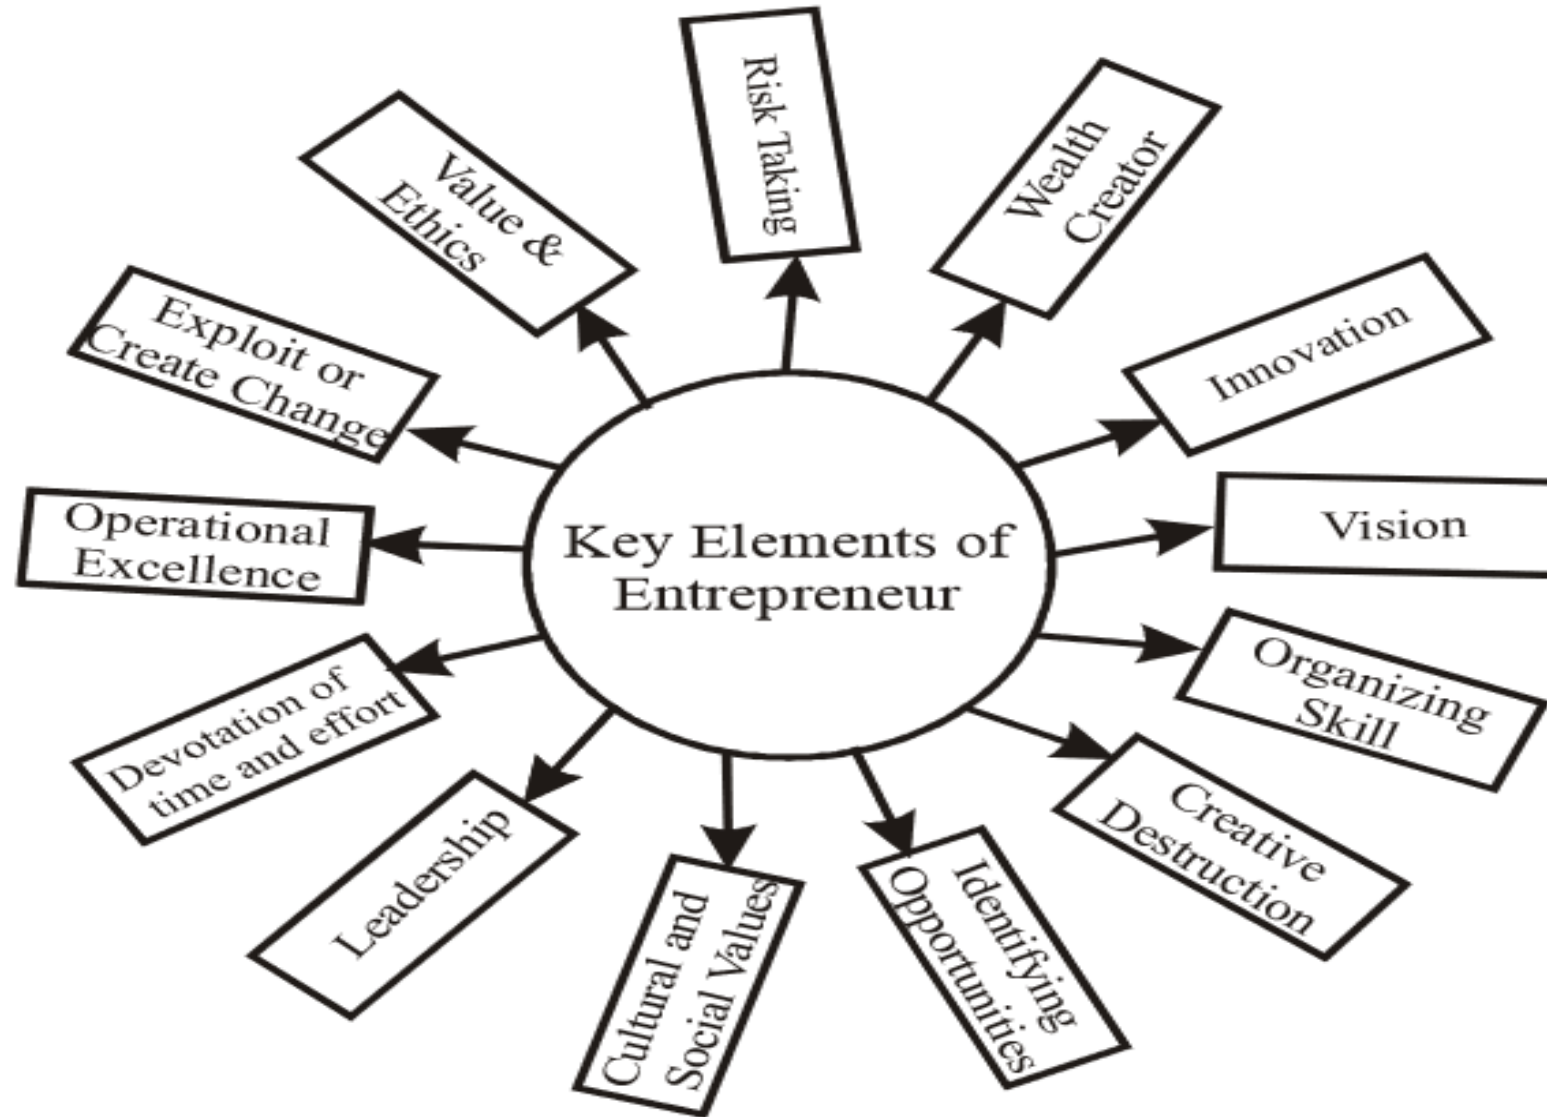 Risk Taking
Wealth
Creator
Innovation
Vision
Organizing
Skill
Creative
Destruction
Identifying
Opportunities
Cultural and
Social Values
Leadership
Devotation of
time and effort
Operational
Excellence
Exploit or
Create Change
Value &
Ethics
Key Elements of
Entrepreneur